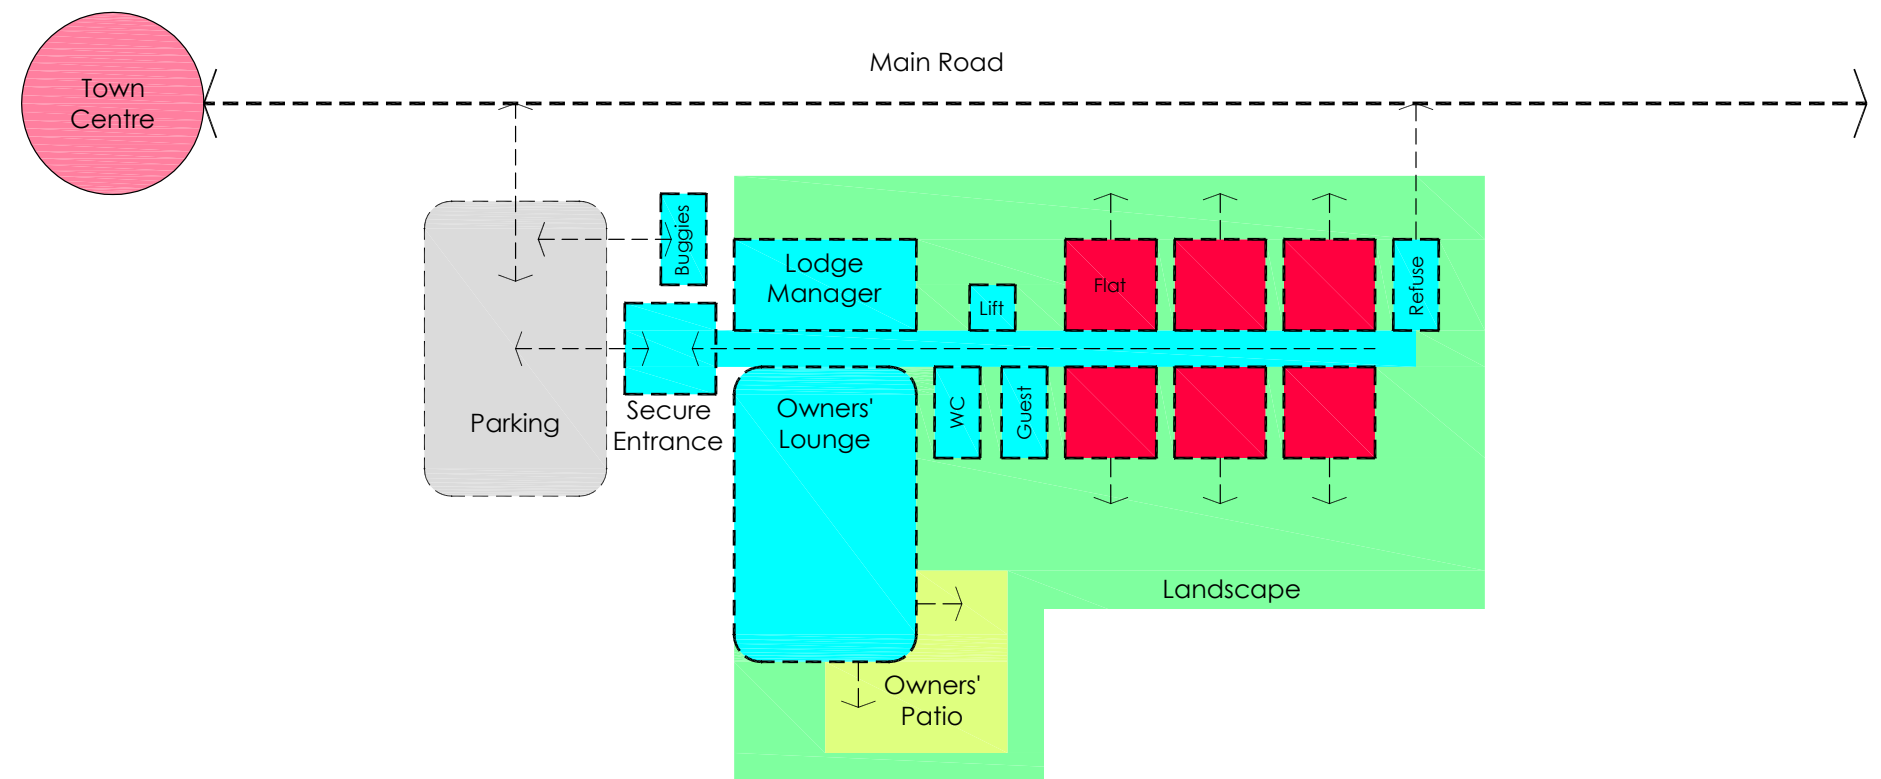 Main Road
Town
Centre
Buggies
Lodge
Manager
Lift
Flat
Refuse
Parking
Secure
Entrance
Owners'
Lounge
WC
Guest
Landscape
Owners'
Patio